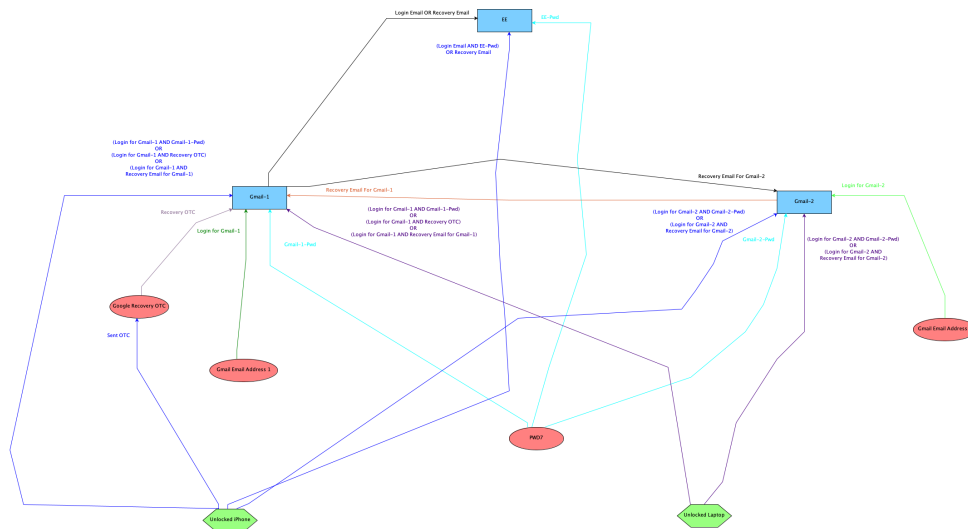 Login Email OR Recovery Email
EE
EE-Pwd
(Login Email AND EE-Pwd)
OR Recovery Email
(Login for Gmail-1 AND Gmail-1-Pwd)
OR
(Login for Gmail-1 AND Recovery OTC)
OR
(Login for Gmail-1 AND
Recovery Email for Gmail-1)
Recovery Email For Gmail-2
Login for Gmail-2
Recovery Email For Gmail-1
Gmail-1
Gmail-2
Recovery OTC
(Login for Gmail-1 AND Gmail-1-Pwd)
OR
(Login for Gmail-1 AND Recovery OTC)
OR
(Login for Gmail-1 AND Recovery Email for Gmail-1)
(Login for Gmail-2 AND Gmail-2-Pwd)
OR
(Login for Gmail-2 AND
Recovery Email for Gmail-2)
Login for Gmail-1
Gmail-1-Pwd
Gmail-2-Pwd
(Login for Gmail-2 AND Gmail-2-Pwd)
OR
(Login for Gmail-2 AND
Recovery Email for Gmail-2)
Google Recovery OTC
Gmail Email Address
Sent OTC
Gmail Email Address 1
PWD7
Unlocked iPhone
Unlocked Laptop